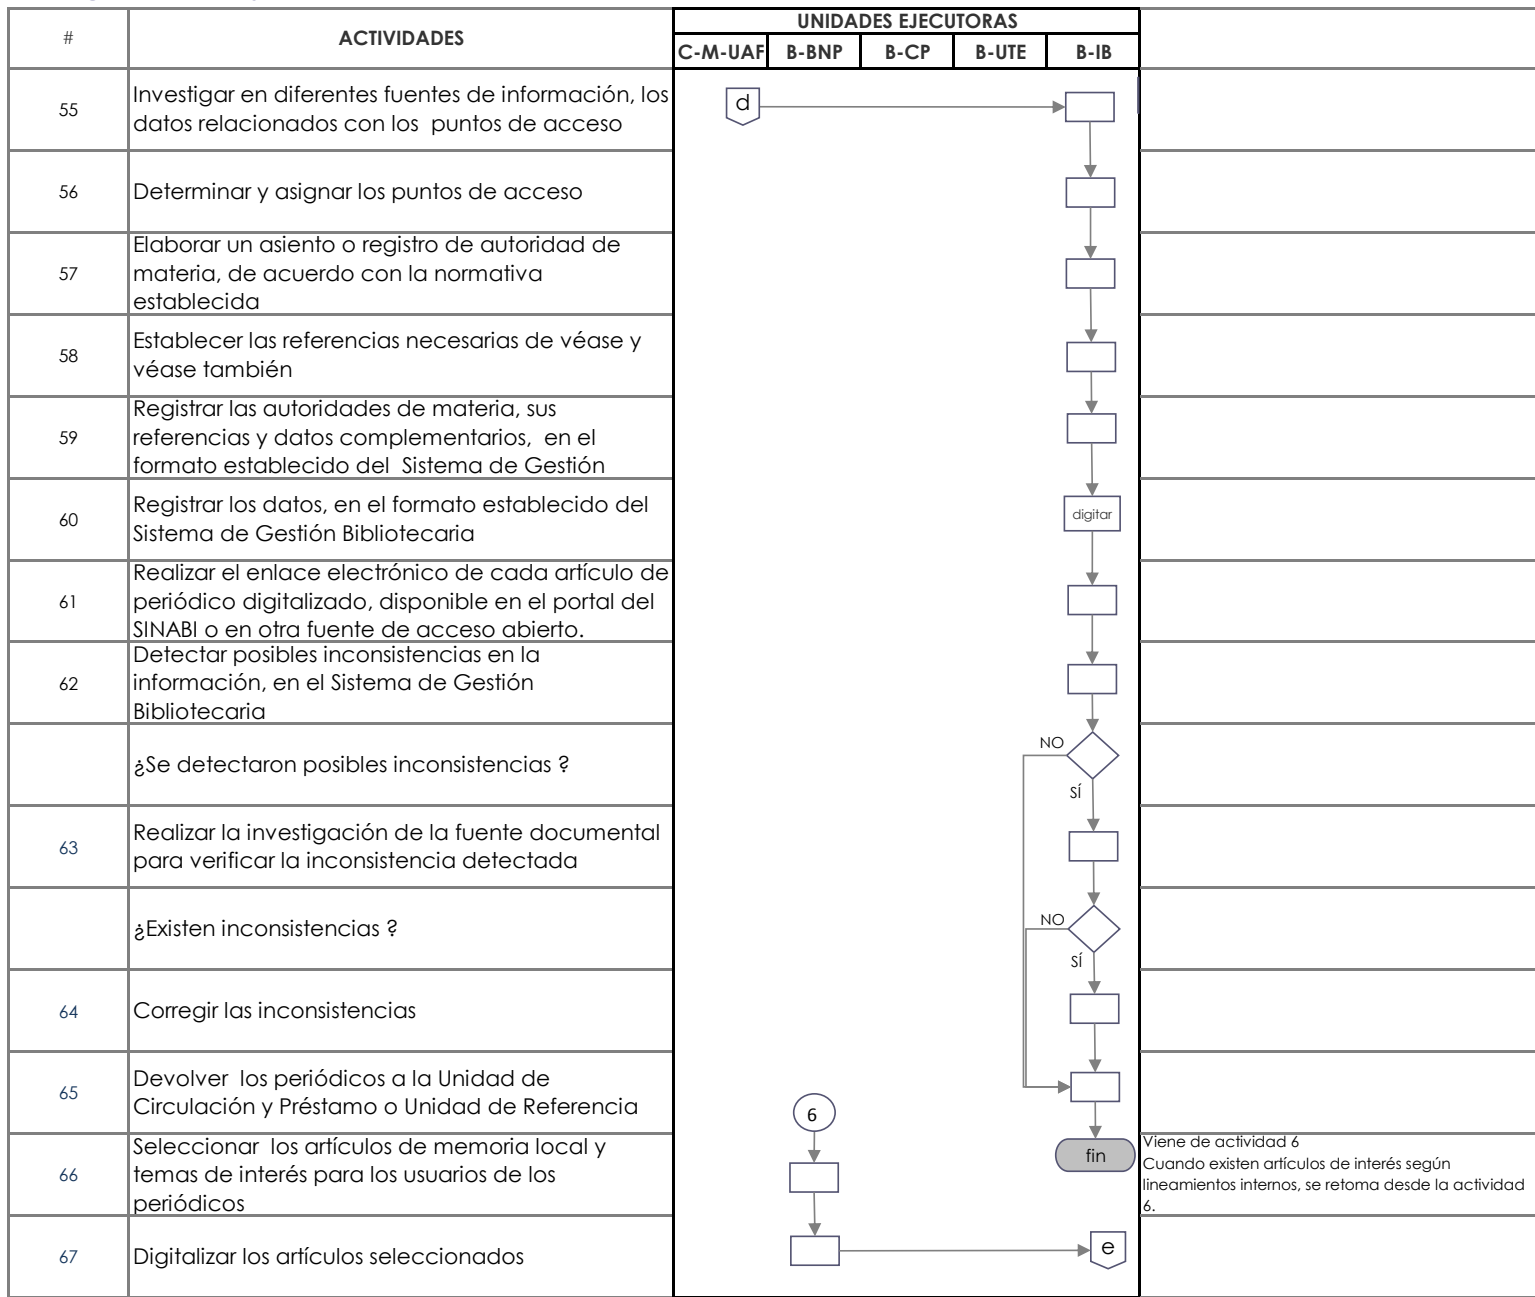 UNIDADES EJECUTORAS
# ACTIVIDADES
C-M-UAF B-BNP B-CP B-UTE B-IB
55 Investigar en diferentes fuentes de información, los
datos relacionados con los puntos de acceso
d
56 Determinar y asignar los puntos de acceso
57 Elaborar un asiento o registro de autoridad de
materia, de acuerdo con la normativa
establecida
58 Establecer las referencias necesarias de véase y
véase también
59 Registrar las autoridades de materia, sus
referencias y datos complementarios, en el
formato establecido del Sistema de Gestión
60 Registrar los datos, en el formato establecido del
Sistema de Gestión Bibliotecaria
digitar
61 Realizar el enlace electrónico de cada artículo de
periódico digitalizado, disponible en el portal del
SINABI o en otra fuente de acceso abierto.
62 Detectar posibles inconsistencias en la
información, en el Sistema de Gestión
Bibliotecaria
¿Se detectaron posibles inconsistencias ?
NO
SÍ
63 Realizar la investigación de la fuente documental
para verificar la inconsistencia detectada
¿Existen inconsistencias ?
NO
SÍ
64 Corregir las inconsistencias
65 Devolver los periódicos a la Unidad de
Circulación y Préstamo o Unidad de Referencia
6
66 Seleccionar los artículos de memoria local y
temas de interés para los usuarios de los
periódicos
fin
Viene de actividad 6
Cuando existen artículos de interés según
lineamientos internos, se retoma desde la actividad
6.
67 Digitalizar los artículos seleccionados
e